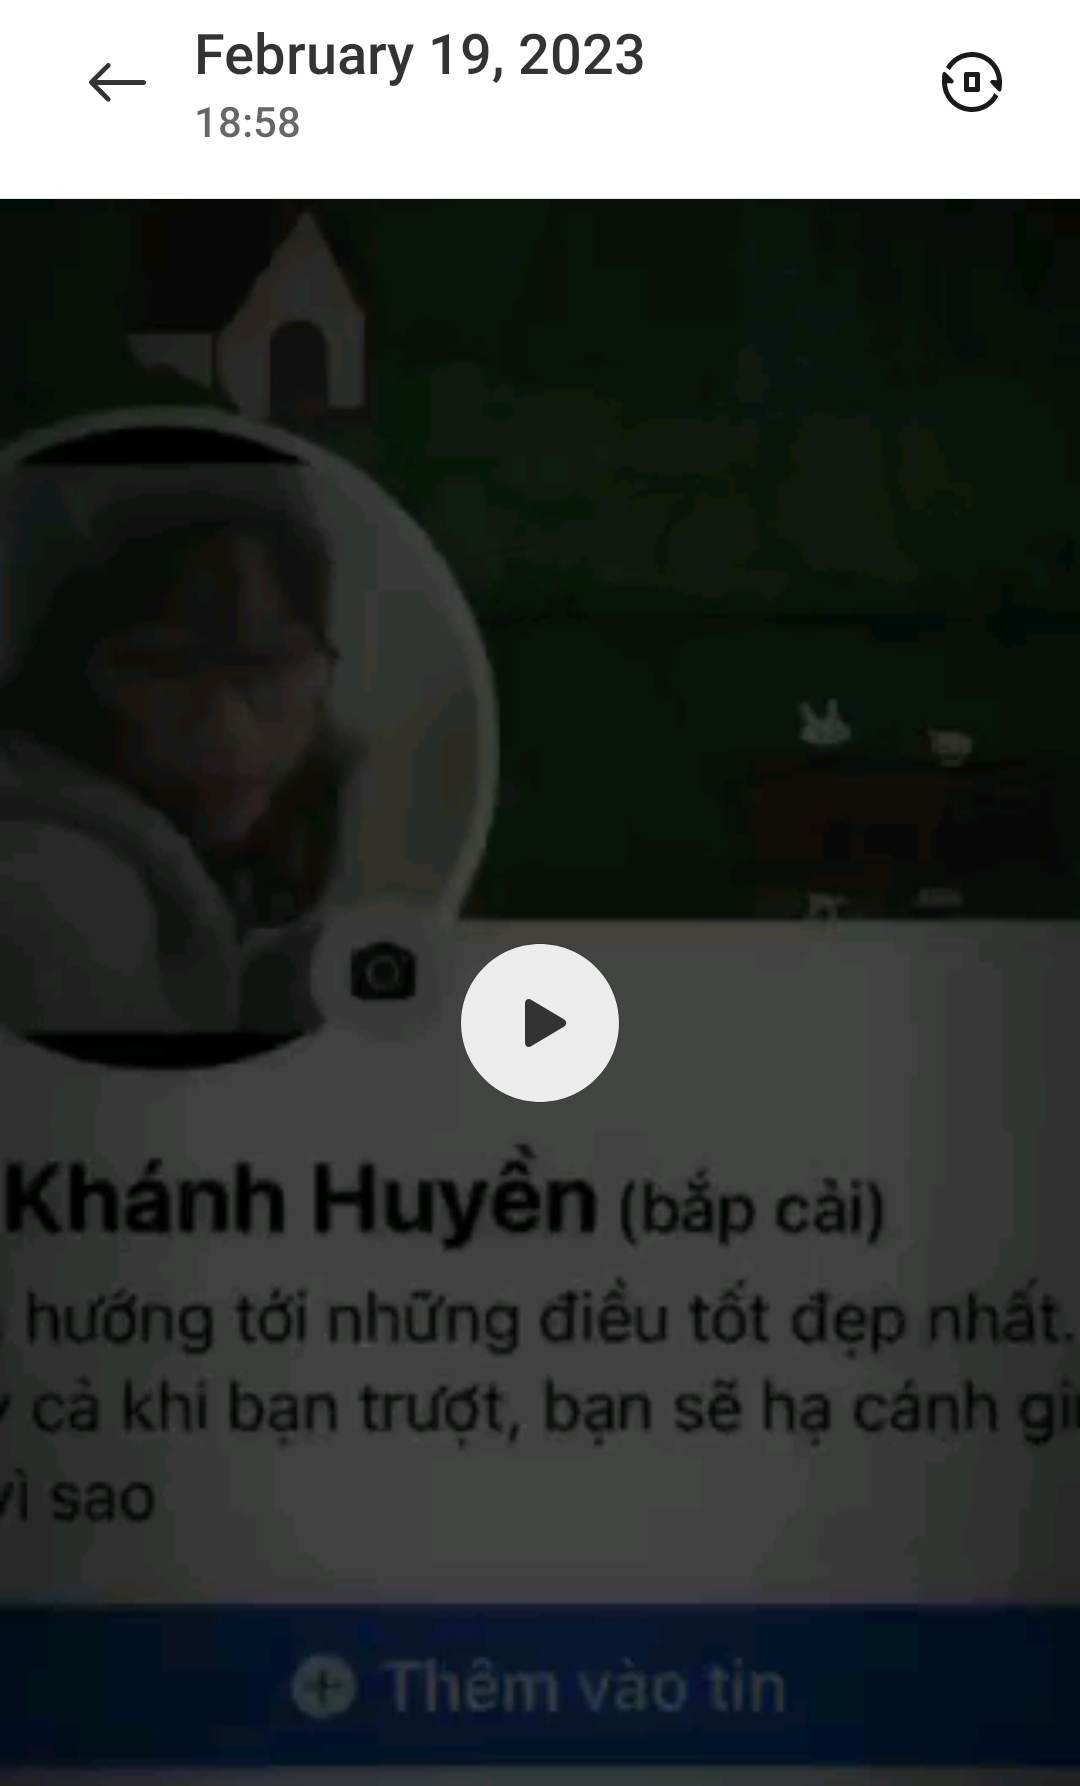 February 19, 2023
18:58
Khánh Huyền (bắp cải)
hướng tới những điều tốt đẹp nhất.
cả khi bạn trượt, bạn sẽ hạ cánh
vì sao
Thêm vào tin